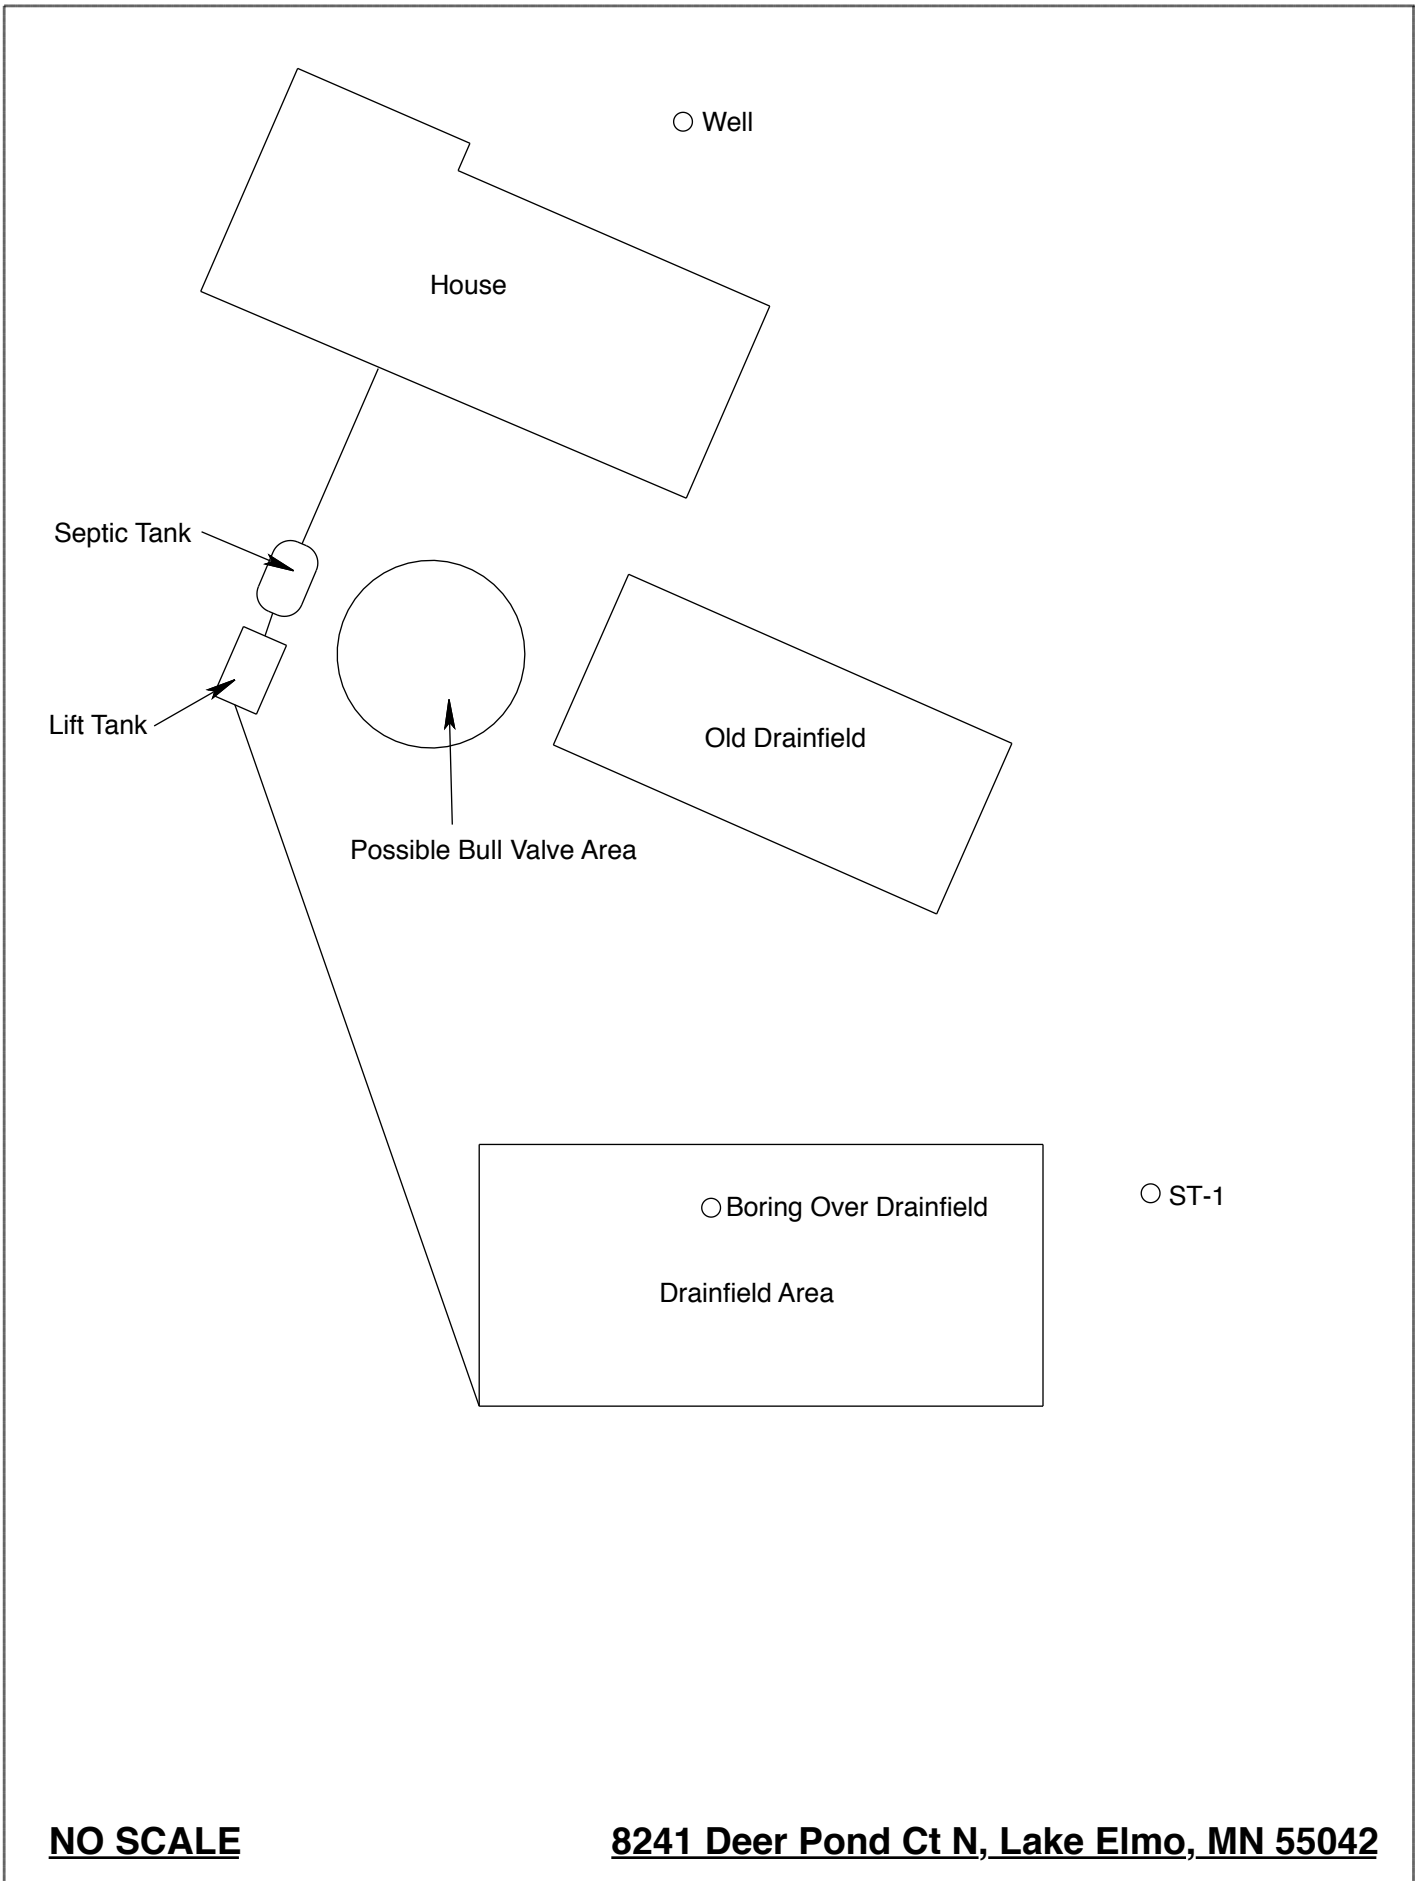 Well
House
Septic Tank
Lift Tank
Old Drainfield
Possible Bull Valve Area
ST-1
Boring Over Drainfield
Drainfield Area
NO SCALE
8241 Deer Pond Ct N, Lake Elmo, MN 55042